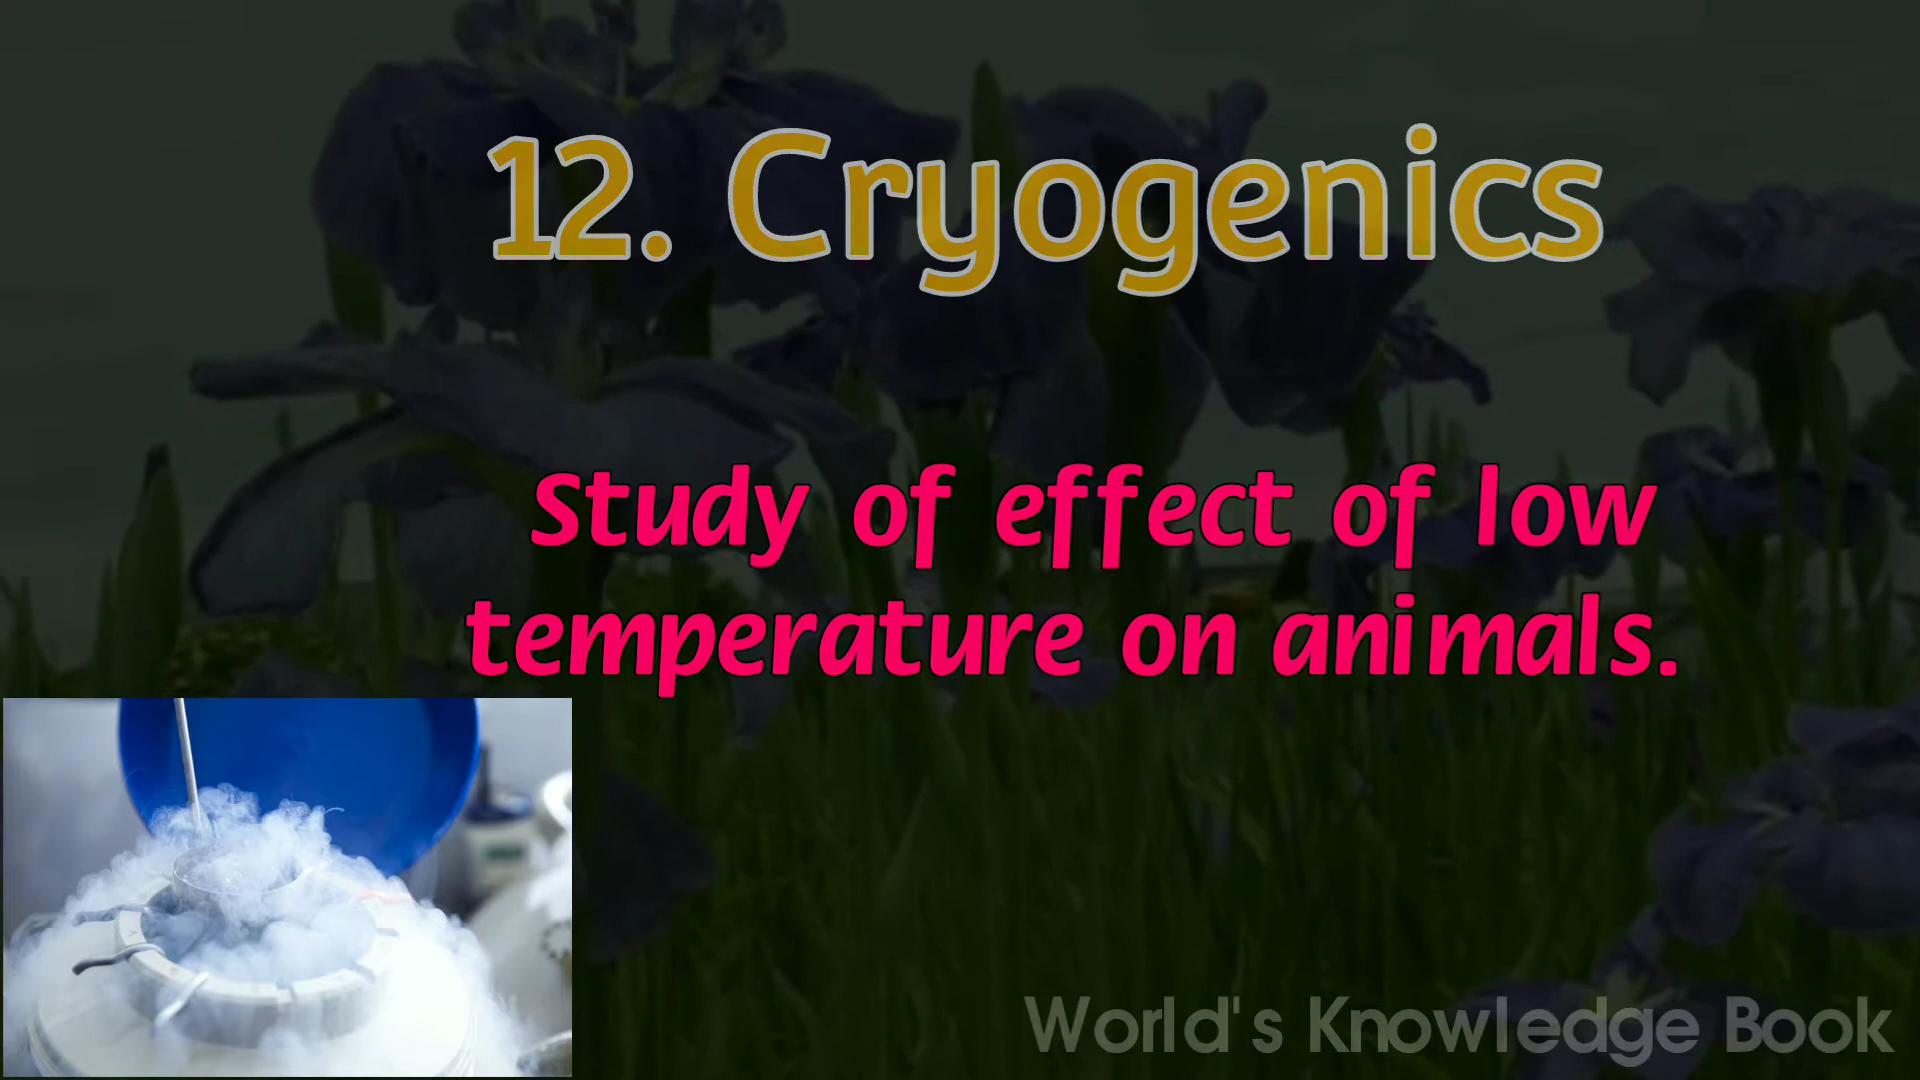 12. Cryogenics
Study of effect of low
temperature on animals.
World's Knowledge Book